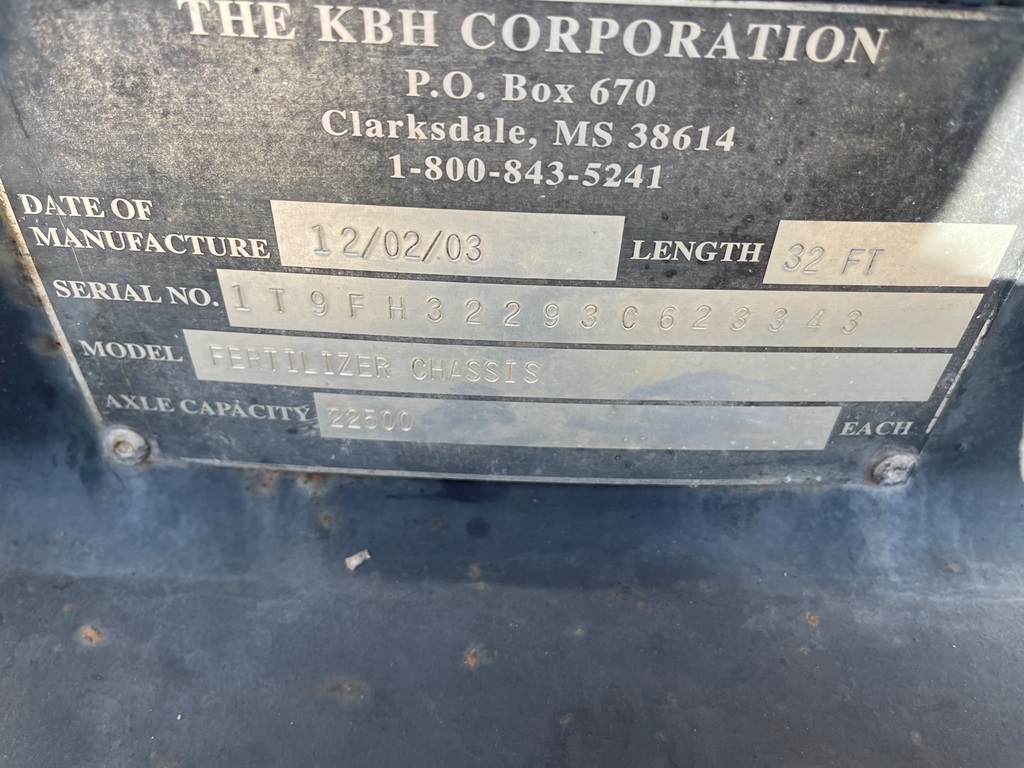 THE KBH CORPORATION
P.O. Box 670
Clarksdale, MS 38614
1-800-843-5241
DATE OF MANUFACTURE 12/02/03 LENGTH 32 FT
SERIAL NO. 1T9FH32293C623343
MODEL FERTILIZER CHASSIS
AXLE CAPACITY 22500 EACH